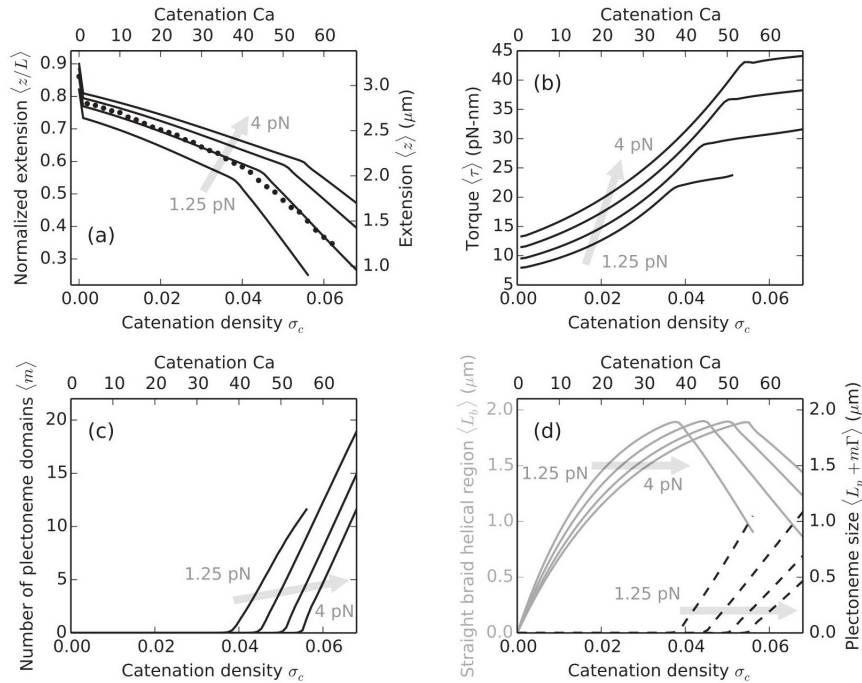 Catenation Ca
0 10 20 30 40 50 60
Normalized extension ⟨z/L⟩
0.9
0.8
0.7
0.6
0.5
0.4
0.3
4 pN
1.25 pN
(a)
3.0
2.5
2.0
1.5
1.0
Extension ⟨z⟩ (μm)
0.00 0.02 0.04 0.06
Catenation density σc
Catenation Ca
0 10 20 30 40 50 60
Torque ⟨τ⟩ (pN-nm)
45
40
35
30
25
20
15
10
5
(b)
4 pN
1.25 pN
0.00 0.02 0.04 0.06
Catenation density σc
Catenation Ca
0 10 20 30 40 50 60
Number of plectoneme domains ⟨m⟩
20
15
10
5
0
(c)
1.25 pN
4 pN
0.00 0.02 0.04 0.06
Catenation density σc
Catenation Ca
0 10 20 30 40 50 60
Straight braid helical region ⟨Lb⟩ (μm)
2.0
1.5
1.0
0.5
0.0
(d)
1.25 pN
4 pN
1.25 pN
2.0
1.5
1.0
0.5
0.0
Plectoneme size ⟨Lp + mΓ⟩ (μm)
0.00 0.02 0.04 0.06
Catenation density σc